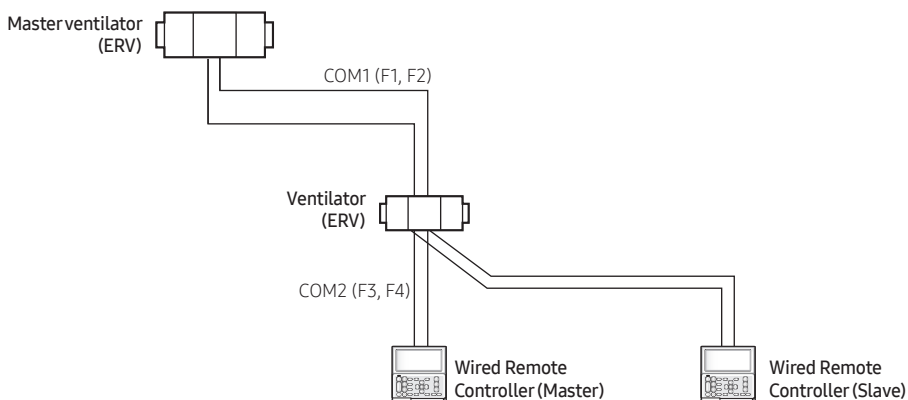 Master ventilator
(ERV)
COM1 (F1, F2)
Ventilator
(ERV)
COM2 (F3, F4)
Wired Remote
Controller (Master)
Wired Remote
Controller (Slave)